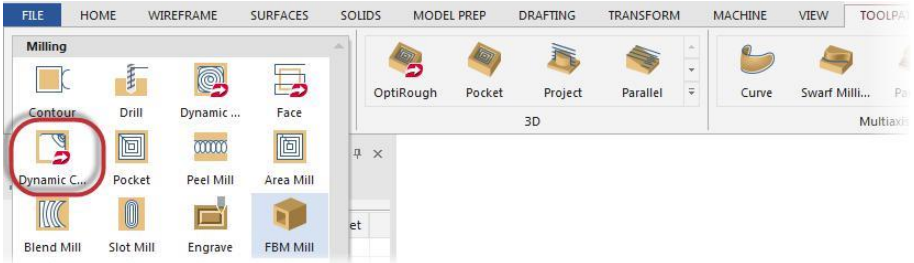 FILE HOME WIREFRAME SURFACES SOLIDS MODEL PREP DRAFTING TRANSFORM MACHINE VIEW TOOLPA
Milling
Contour Drill Dynamic ... Face
Dynamic C... Pocket Peel Mill Area Mill
Blend Mill Slot Mill Engrave FBM Mill
OptiRough Pocket Project Parallel
3D
Curve Swarf Milli... Pa
Multiaxis
et